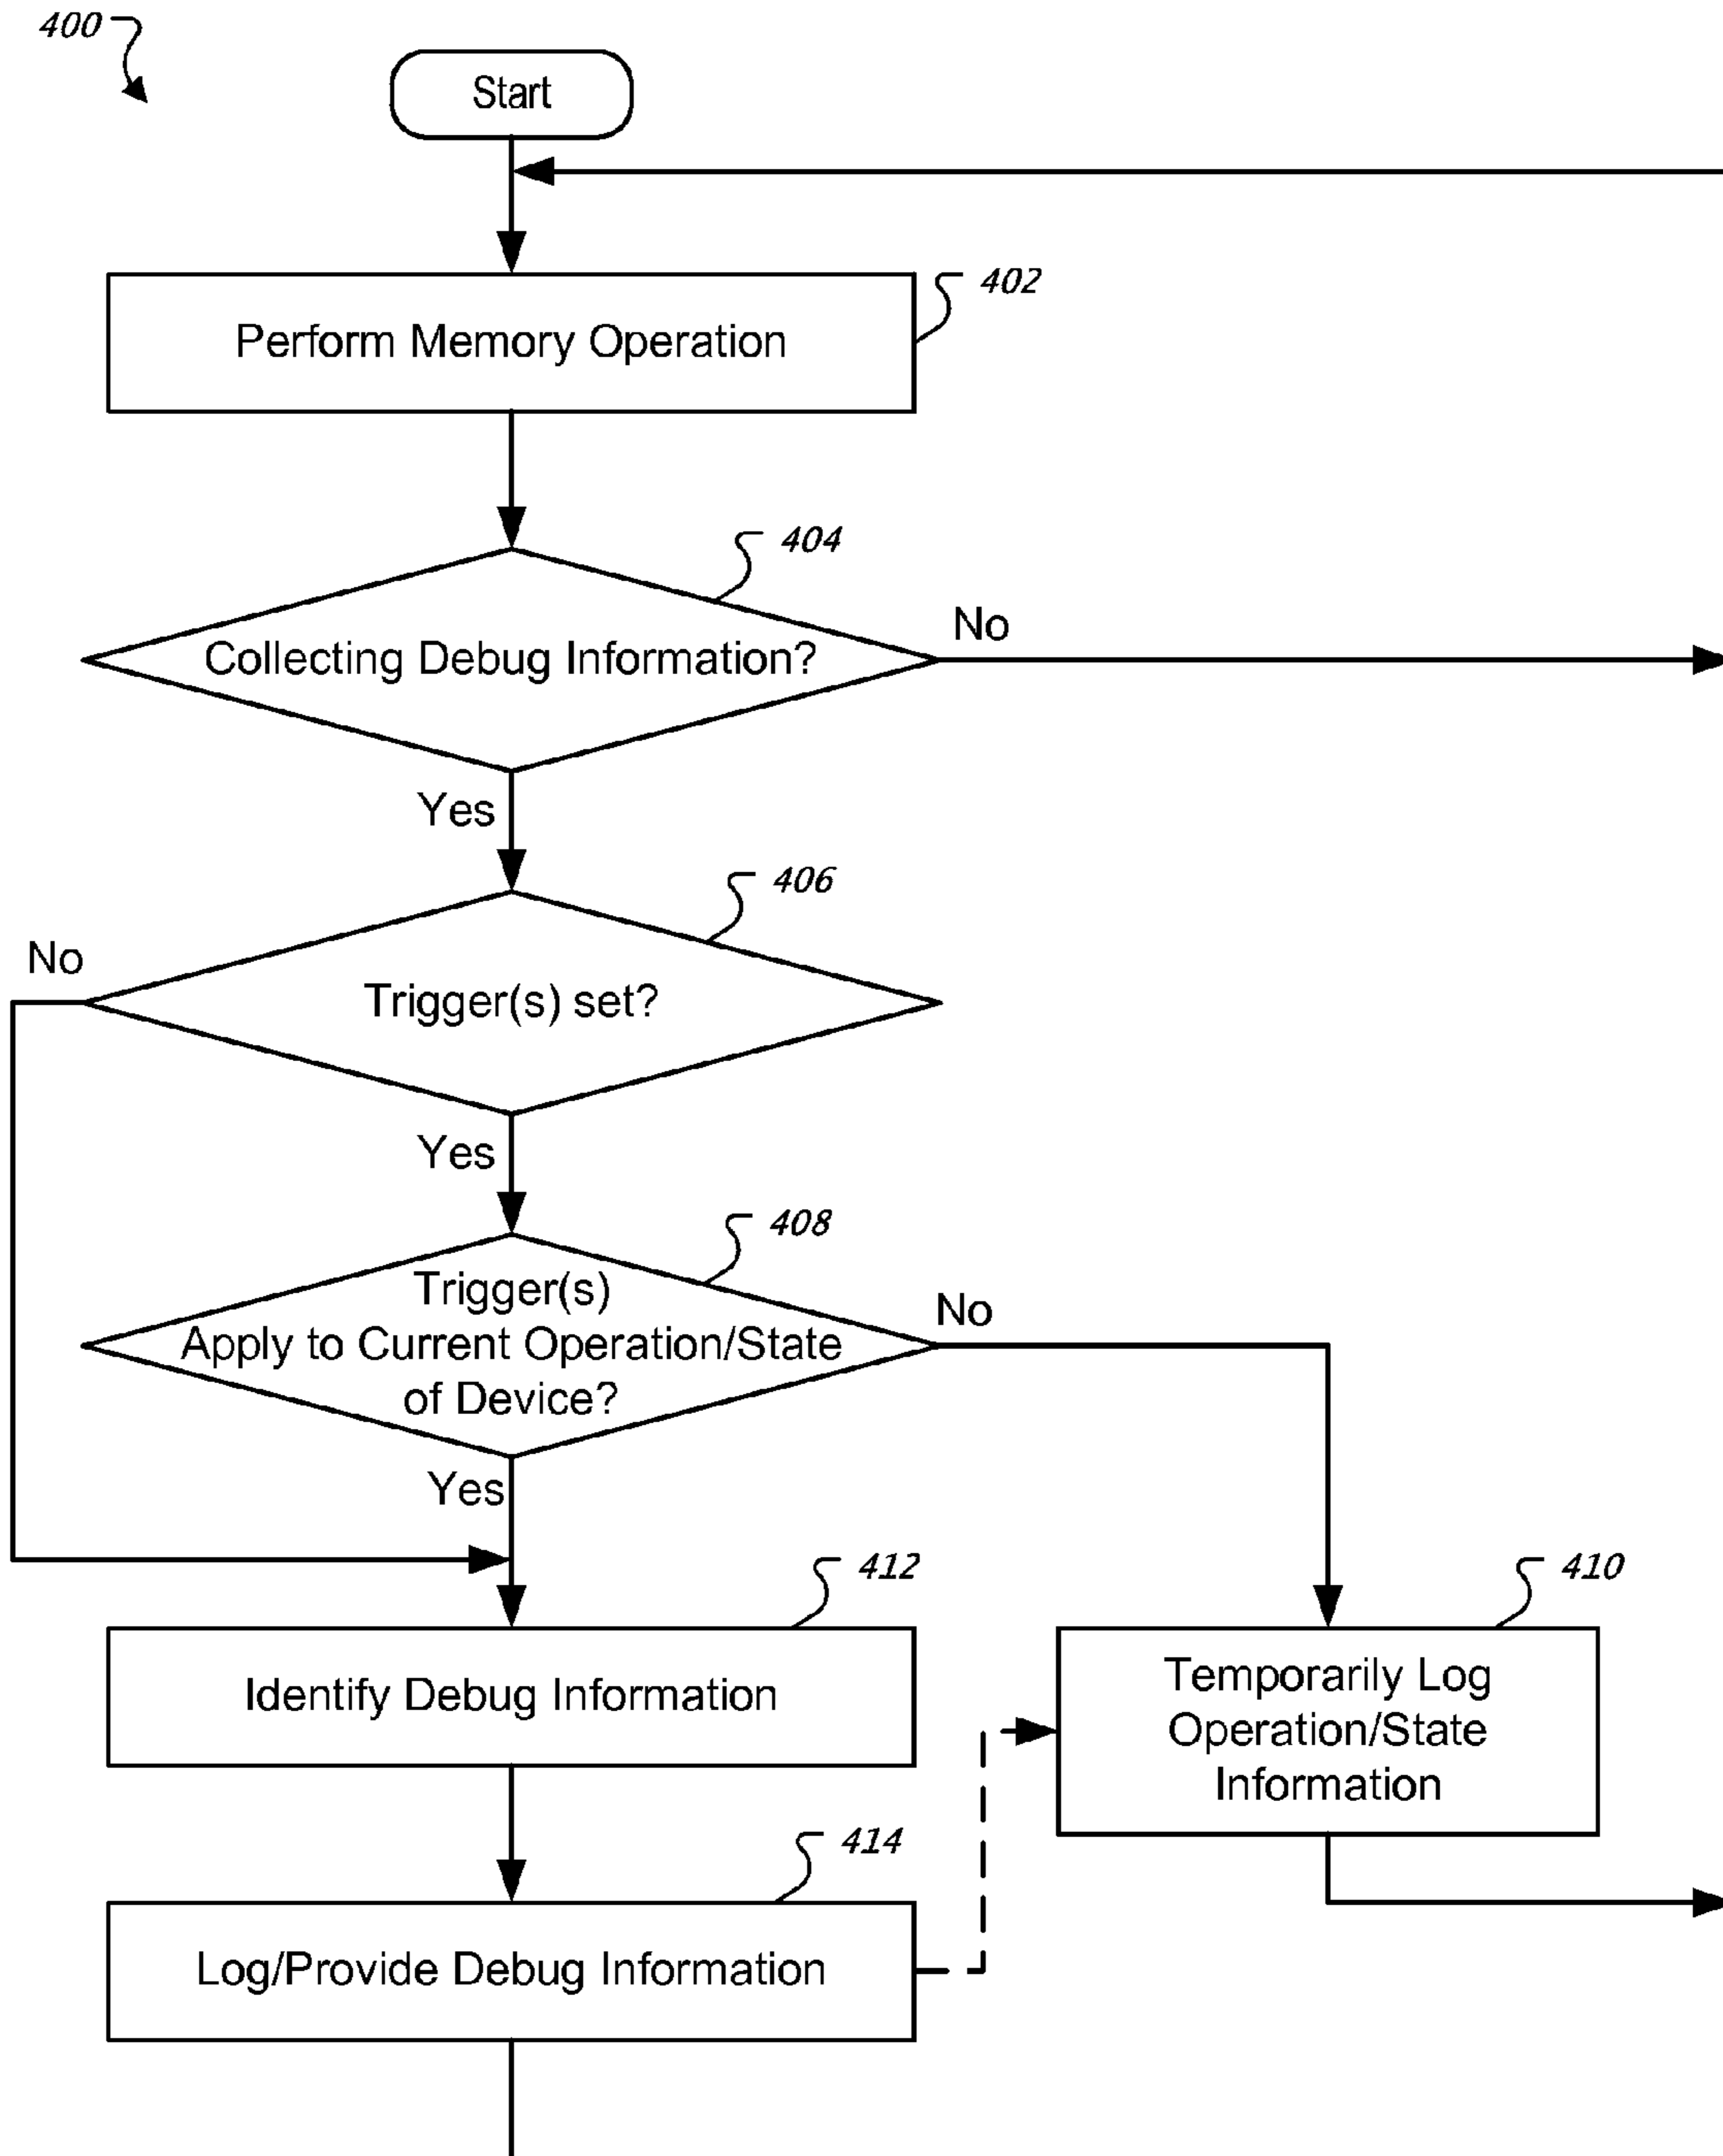 400
Start
Perform Memory Operation
402
404
Collecting Debug Information?
No
Yes
406
No
Trigger(s) set?
Yes
408
Trigger(s)
Apply to Current Operation/State
of Device?
No
Yes
412
410
Identify Debug Information
Temporarily Log
Operation/State
Information
414
Log/Provide Debug Information